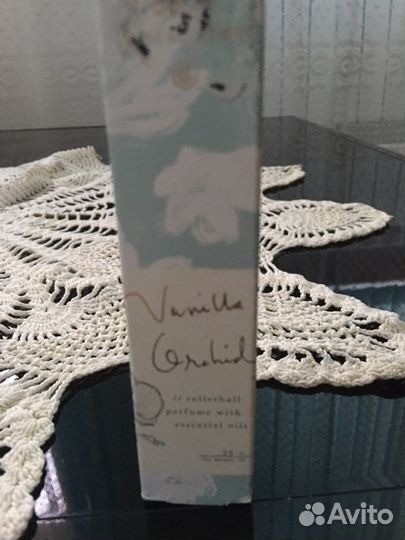 Vanilla
Orchid
// rollerball
perfume with
essential oils
Avito